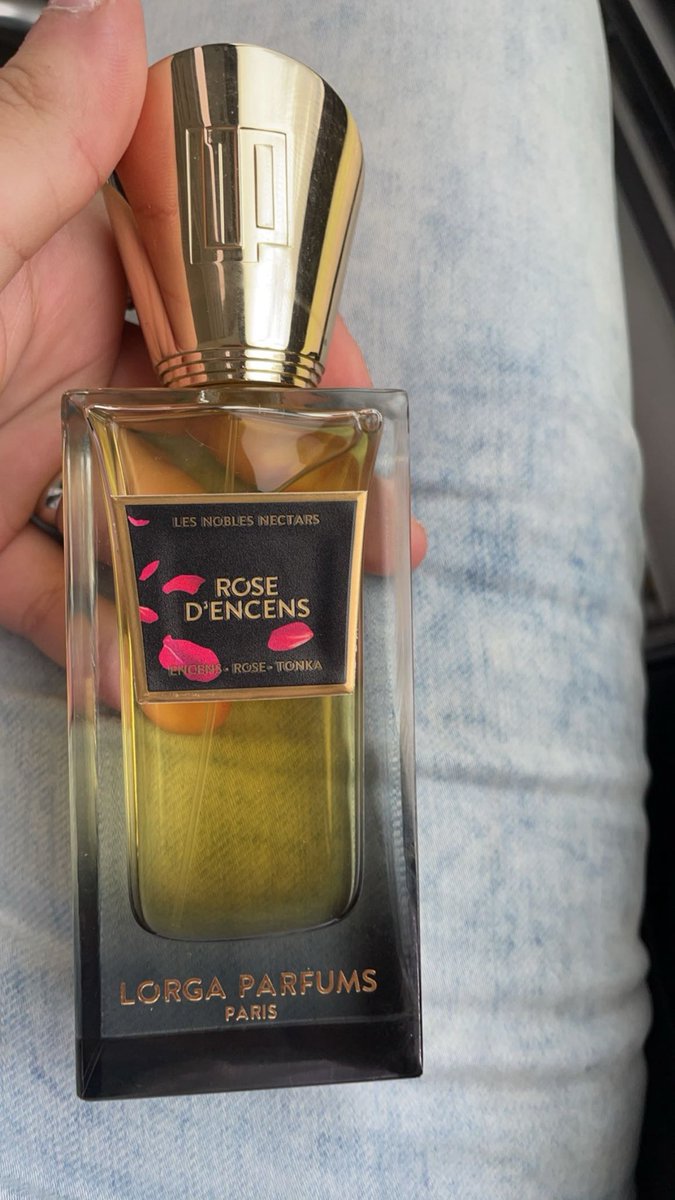 LES NOBLES NECTARS
ROSE
D'ENCENS
ENCENS - ROSE - TONKA
LORGA PARFUMS
PARIS